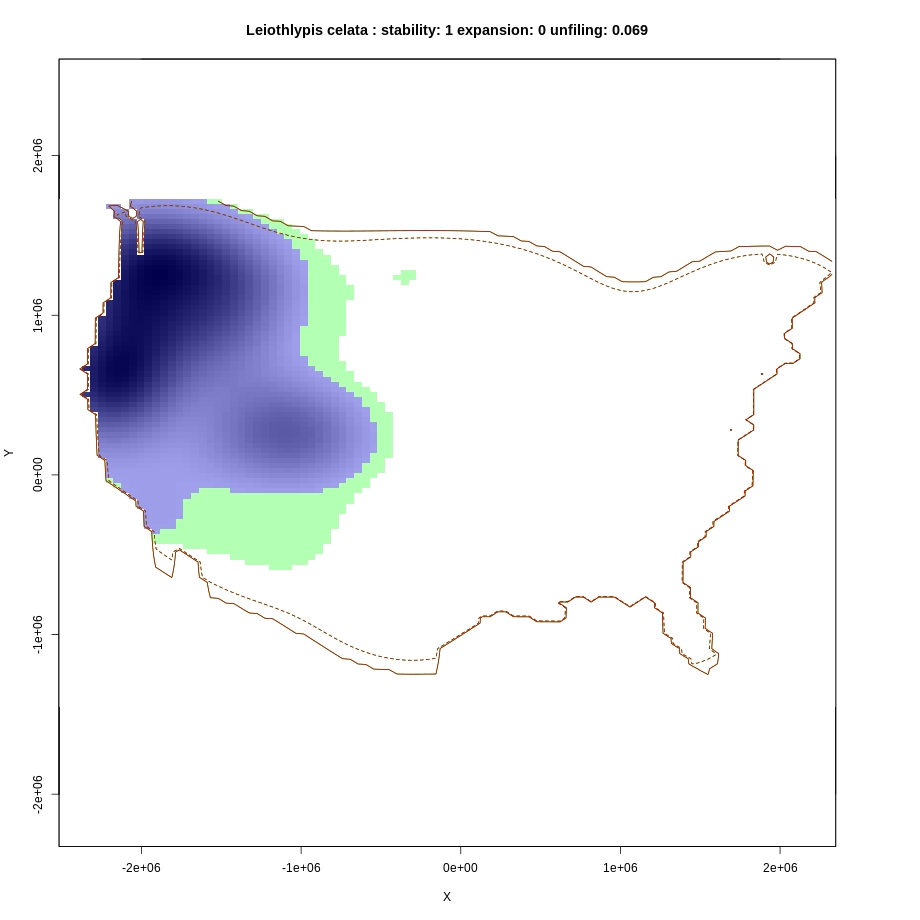 Leiothlypis celata : stability: 1 expansion: 0 unfiling: 0.069
2e+06
1e+06
Y
0e+00
-1e+06
-2e+06
-2e+06 -1e+06 0e+00 1e+06 2e+06
X